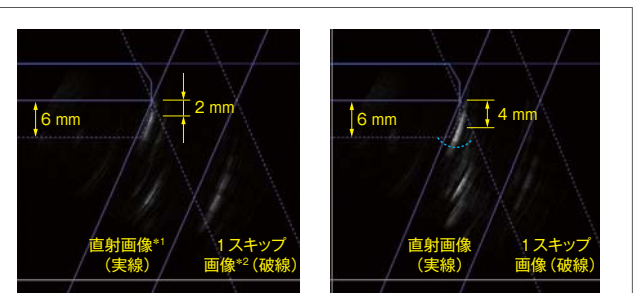 6 mm
2 mm
直射画像*1
（実線）
1スキップ
画像*2（破線）
6 mm
4 mm
直射画像
（実線）
1スキップ
画像（破線）